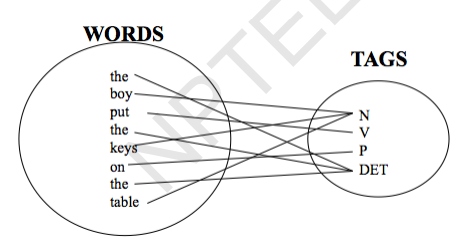 WORDS
the
boy
put
the
keys
on
the
table
TAGS
N
V
P
DET
NPTEL